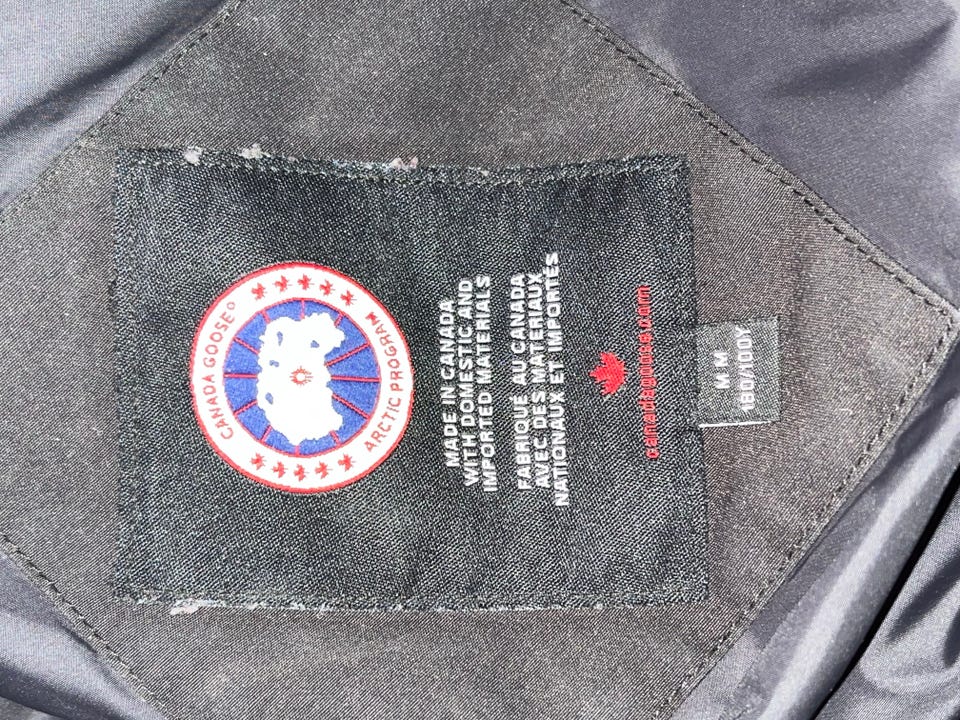 CANADA GOOSE®
ARCTIC PROGRAM
MADE IN CANADA
WITH DOMESTIC AND
IMPORTED MATERIALS
FABRIQUÉ AU CANADA
AVEC DES MATERIAUX
NATIONAUX ET IMPORTÉS
canadagoose.com
M M
180/100Y